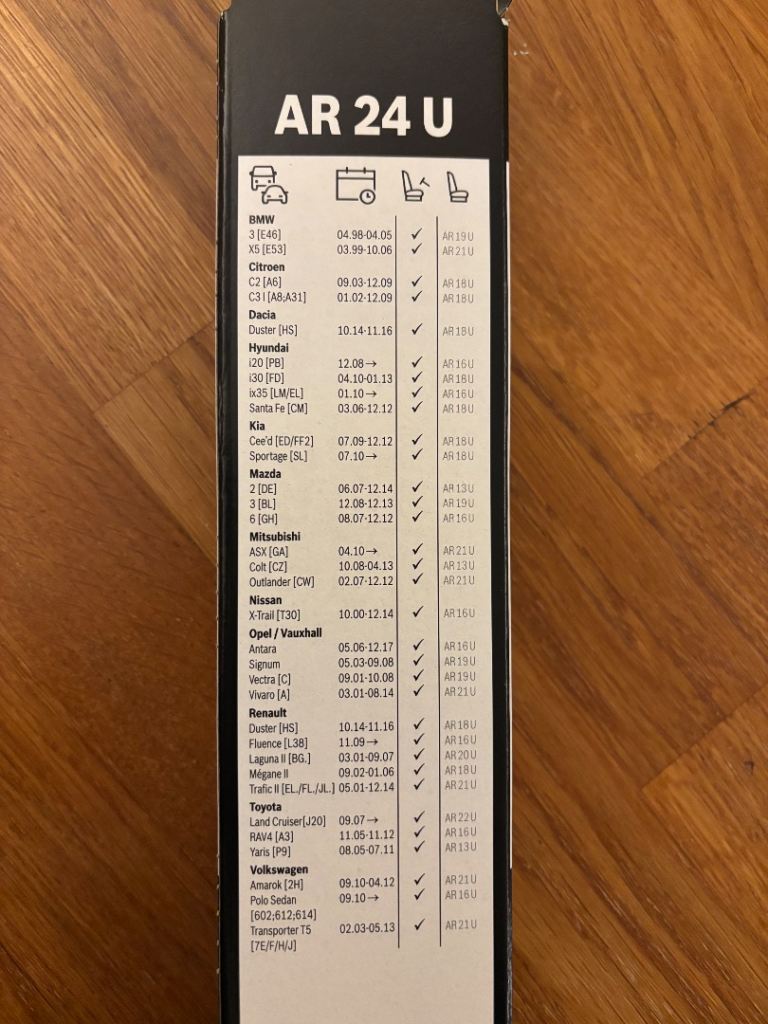 AR 24 U
BMW
3 [E46] 04.98-04.05 ✓ AR 19 U
X5 [E53] 03.99-10.06 ✓ AR 21 U
Citroen
C2 [A6] 09.03-12.09 ✓ AR 18 U
C3 I [A8;A31] 01.02-12.09 ✓ AR 18 U
Dacia
Duster [HS] 10.14-11.16 ✓ AR 18 U
Hyundai
i20 [PB] 12.08→ ✓ AR 16 U
i30 [FD] 04.10-01.13 ✓ AR 18 U
ix35 [LM/EL] 01.10→ ✓ AR 16 U
Santa Fe [CM] 03.06-12.12 ✓ AR 18 U
Kia
Cee'd [ED/FF2] 07.09-12.12 ✓ AR 18 U
Sportage [SL] 07.10→ ✓ AR 18 U
Mazda
2 [DE] 06.07-12.14 ✓ AR 13 U
3 [BL] 12.08-12.13 ✓ AR 19 U
6 [GH] 08.07-12.12 ✓ AR 16 U
Mitsubishi
ASX [GA] 04.10→ ✓ AR 21 U
Colt [CZ] 10.08-04.13 ✓ AR 13 U
Outlander [CW] 02.07-12.12 ✓ AR 21 U
Nissan
X-Trail [T30] 10.00-12.14 ✓ AR 16 U
Opel / Vauxhall
Antara 05.06-12.17 ✓ AR 16 U
Signum 05.03-09.08 ✓ AR 19 U
Vectra [C] 09.01-10.08 ✓ AR 19 U
Vivaro [A] 03.01-08.14 ✓ AR 21 U
Renault
Duster [HS] 10.14-11.16 ✓ AR 18 U
Fluence [L38] 11.09→ ✓ AR 16 U
Laguna II [BG.] 03.01-09.07 ✓ AR 20 U
Mégane II 09.02-01.06 ✓ AR 18 U
Trafic II [EL./FL./JL.] 05.01-12.14 ✓ AR 21 U
Toyota
Land Cruiser[J20] 09.07→ ✓ AR 22 U
RAV4 [A3] 11.05-11.12 ✓ AR 16 U
Yaris [P9] 08.05-07.11 ✓ AR 13 U
Volkswagen
Amarok [2H] 09.10-04.12 ✓ AR 21 U
Polo Sedan 09.10→ ✓ AR 16 U
[602;612;614]
Transporter T5 02.03-05.13 ✓ AR 21 U
[7E/F/H/J]